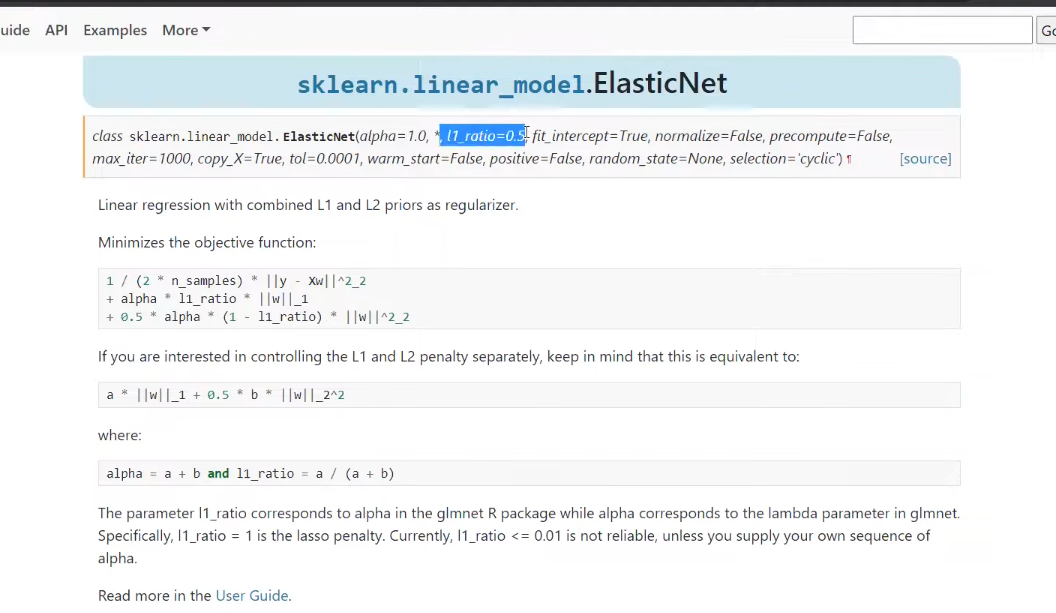 uide API Examples More Go
sklearn.linear_model.ElasticNet
class sklearn.linear_model.ElasticNet(alpha=1.0, *, l1_ratio=0.5, fit_intercept=True, normalize=False, precompute=False,
max_iter=1000, copy_X=True, tol=0.0001, warm_start=False, positive=False, random_state=None, selection='cyclic') ¶ [source]
Linear regression with combined L1 and L2 priors as regularizer.
Minimizes the objective function:
1 / (2 * n_samples) * ||y - Xw||^2_2
+ alpha * l1_ratio * ||w||_1
+ 0.5 * alpha * (1 - l1_ratio) * ||w||^2_2
If you are interested in controlling the L1 and L2 penalty separately, keep in mind that this is equivalent to:
a * ||w||_1 + 0.5 * b * ||w||_2^2
where:
alpha = a + b and l1_ratio = a / (a + b)
The parameter l1_ratio corresponds to alpha in the glmnet R package while alpha corresponds to the lambda parameter in glmnet.
Specifically, l1_ratio = 1 is the lasso penalty. Currently, l1_ratio <= 0.01 is not reliable, unless you supply your own sequence of
alpha.
Read more in the User Guide.